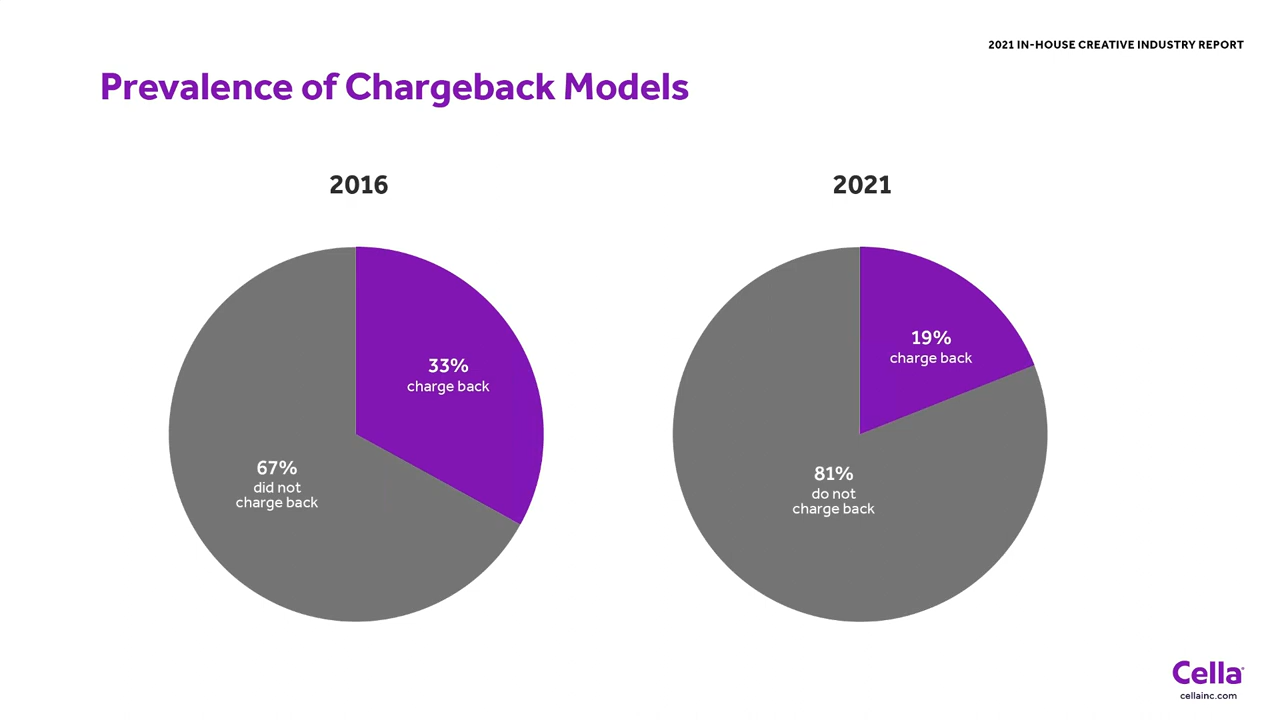 2021 IN-HOUSE CREATIVE INDUSTRY REPORT
Prevalence of Chargeback Models
2016
33%
charge back
67%
did not
charge back
2021
19%
charge back
81%
do not
charge back
Cella
cellainc.com